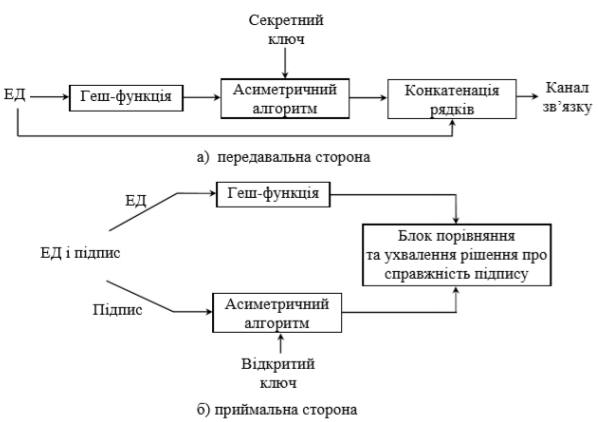 Секретний
ключ
ЕД
Геш-функція
Асиметричний
алгоритм
Конкатенація
рядків
Канал
зв’язку
а) передавальна сторона
ЕД
Геш-функція
ЕД і підпис
Блок порівняння
та ухвалення рішення про
справжність підпису
Підпис
Асиметричний
алгоритм
Відкритий
ключ
б) приймальна сторона